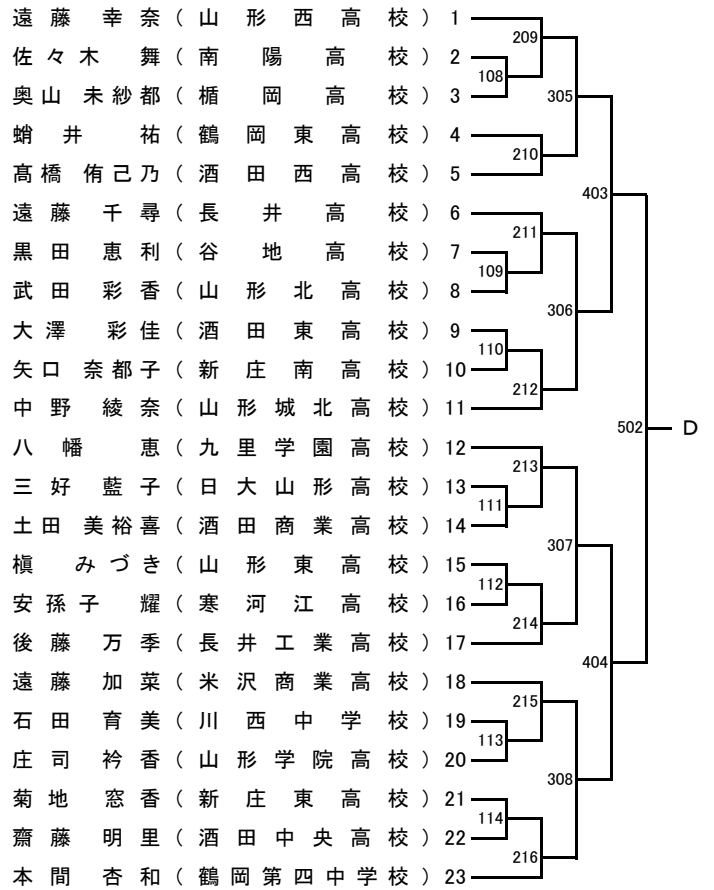 遠藤 幸奈 ( 山形西高校 ) 1
209
佐々木 舞 ( 南陽高校 ) 2
108
奥山 未紗都 ( 楯岡高校 ) 3
305
蛸井 祐 ( 鶴岡東高校 ) 4
210
髙橋 侑己乃 ( 酒田西高校 ) 5
403
遠藤 千尋 ( 長井高校 ) 6
211
黒田 恵利 ( 谷地高校 ) 7
109
武田 彩香 ( 山形北高校 ) 8
306
大澤 彩佳 ( 酒田東高校 ) 9
110
矢口 奈都子 ( 新庄南高校 ) 10
212
中野 綾奈 ( 山形城北高校 ) 11
502 D
八幡 恵 ( 九里学園高校 ) 12
213
三好 藍子 ( 日大山形高校 ) 13
111
土田 美裕喜 ( 酒田商業高校 ) 14
307
槇 みづき ( 山形東高校 ) 15
112
安孫子 耀 ( 寒河江高校 ) 16
214
後藤 万季 ( 長井工業高校 ) 17
404
遠藤 加菜 ( 米沢商業高校 ) 18
215
石田 育美 ( 川西中学校 ) 19
113
庄司 衿香 ( 山形学院高校 ) 20
308
菊地 窓香 ( 新庄東高校 ) 21
114
齋藤 明里 ( 酒田中央高校 ) 22
216
本間 杏和 ( 鶴岡第四中学校 ) 23